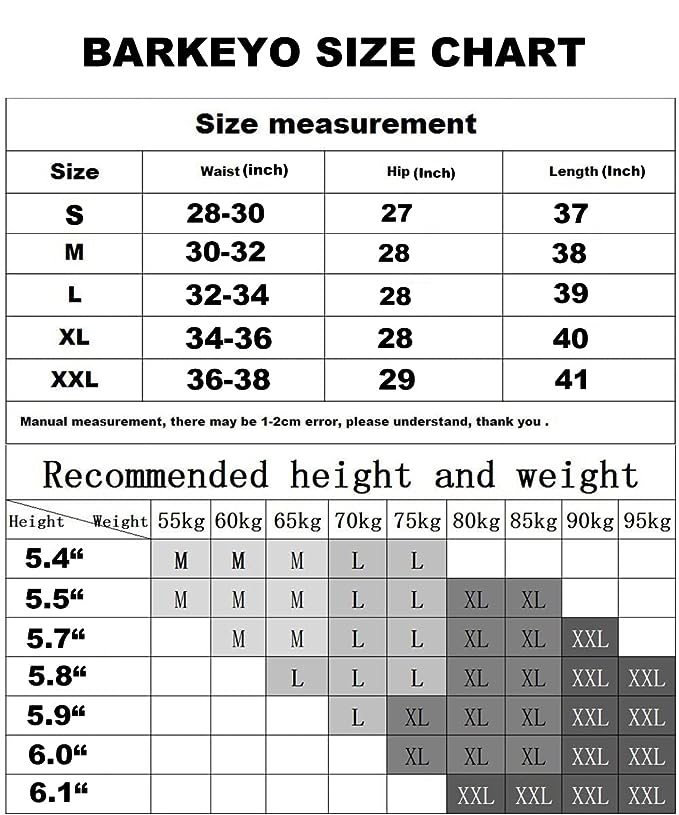 BARKEYO SIZE CHART
Size measurement
Size Waist (inch) Hip (Inch) Length (Inch)
S 28-30 27 37
M 30-32 28 38
L 32-34 28 39
XL 34-36 28 40
XXL 36-38 29 41
Manual measurement, there may be 1-2cm error, please understand, thank you .
Recommended height and weight
Height Weight 55kg 60kg 65kg 70kg 75kg 80kg 85kg 90kg 95kg
5.4“ M M M L L
5.5“ M M M L L XL XL
5.7“ M M L L XL XL XXL
5.8“ L L L XL XL XXL XXL
5.9“ L XL XL XL XXL XXL
6.0“ XL XL XL XXL XXL
6.1“ XXL XXL XXL XXL